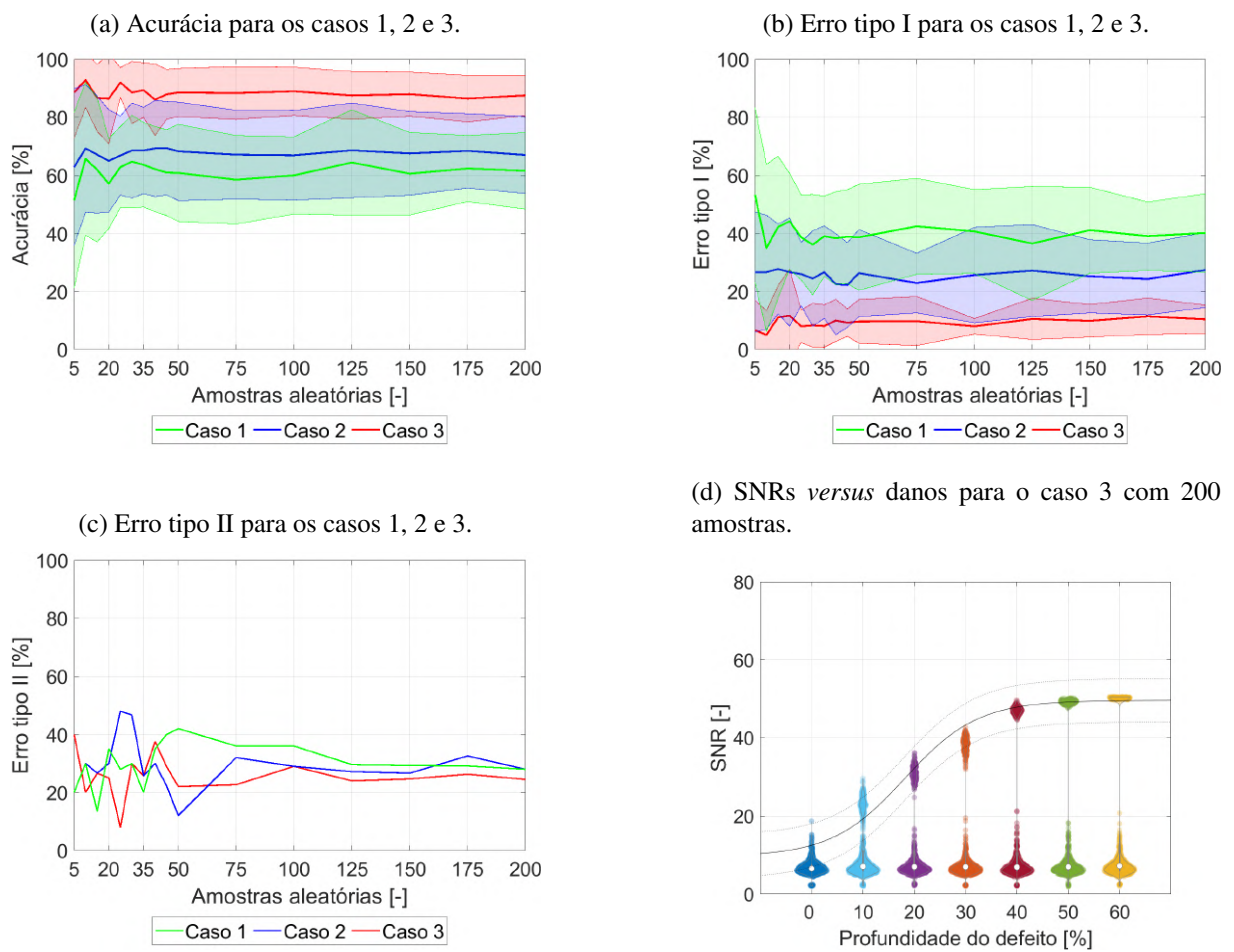 (a) Acurácia para os casos 1, 2 e 3.
100
80
60
40
20
0
Acurácia [%]
5 20 35 50 75 100 125 150 175 200
Amostras aleatórias [-]
Caso 1 Caso 2 Caso 3
(b) Erro tipo I para os casos 1, 2 e 3.
100
80
60
40
20
0
Erro tipo I [%]
5 20 35 50 75 100 125 150 175 200
Amostras aleatórias [-]
Caso 1 Caso 2 Caso 3
(c) Erro tipo II para os casos 1, 2 e 3.
100
80
60
40
20
0
Erro tipo II [%]
5 20 35 50 75 100 125 150 175 200
Amostras aleatórias [-]
Caso 1 Caso 2 Caso 3
(d) SNRs versus danos para o caso 3 com 200
amostras.
80
60
40
20
0
SNR [-]
0 10 20 30 40 50 60
Profundidade do defeito [%]